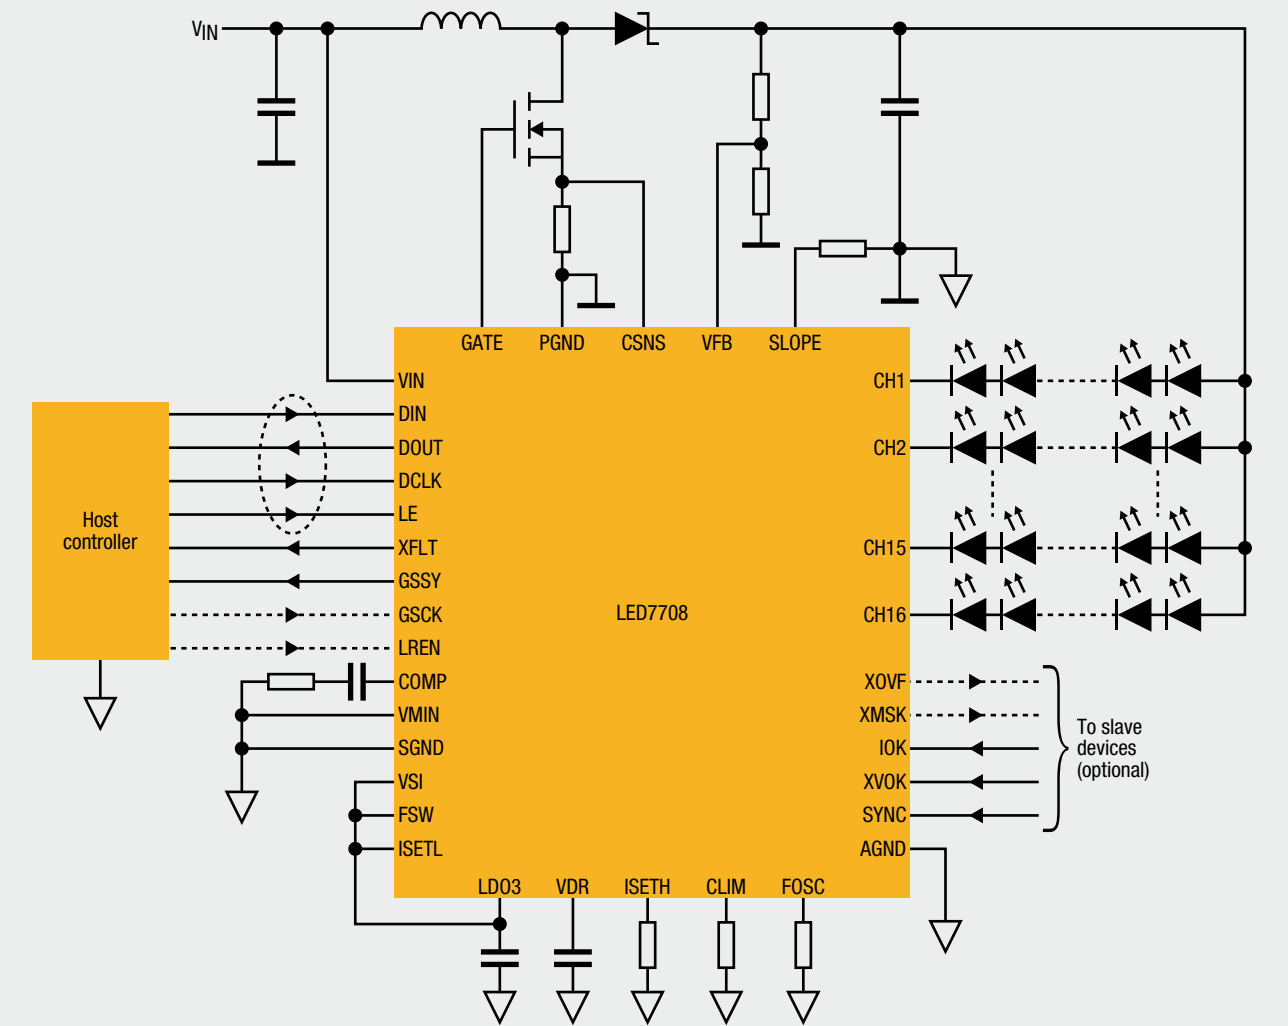 VIN
GATE PGND CSNS VFB SLOPE
VIN
DIN
DOUT
DCLK
LE
XFLT
GSSY
GSCK
LREN
COMP
VMIN
SGND
VSI
FSW
ISETL
Host
controller
LED7708
CH1
CH2
CH15
CH16
XOVF
XMSK
IOK
XVOK
SYNC
AGND
To slave
devices
(optional)
LDO3 VDR ISETH CLIM FOSC